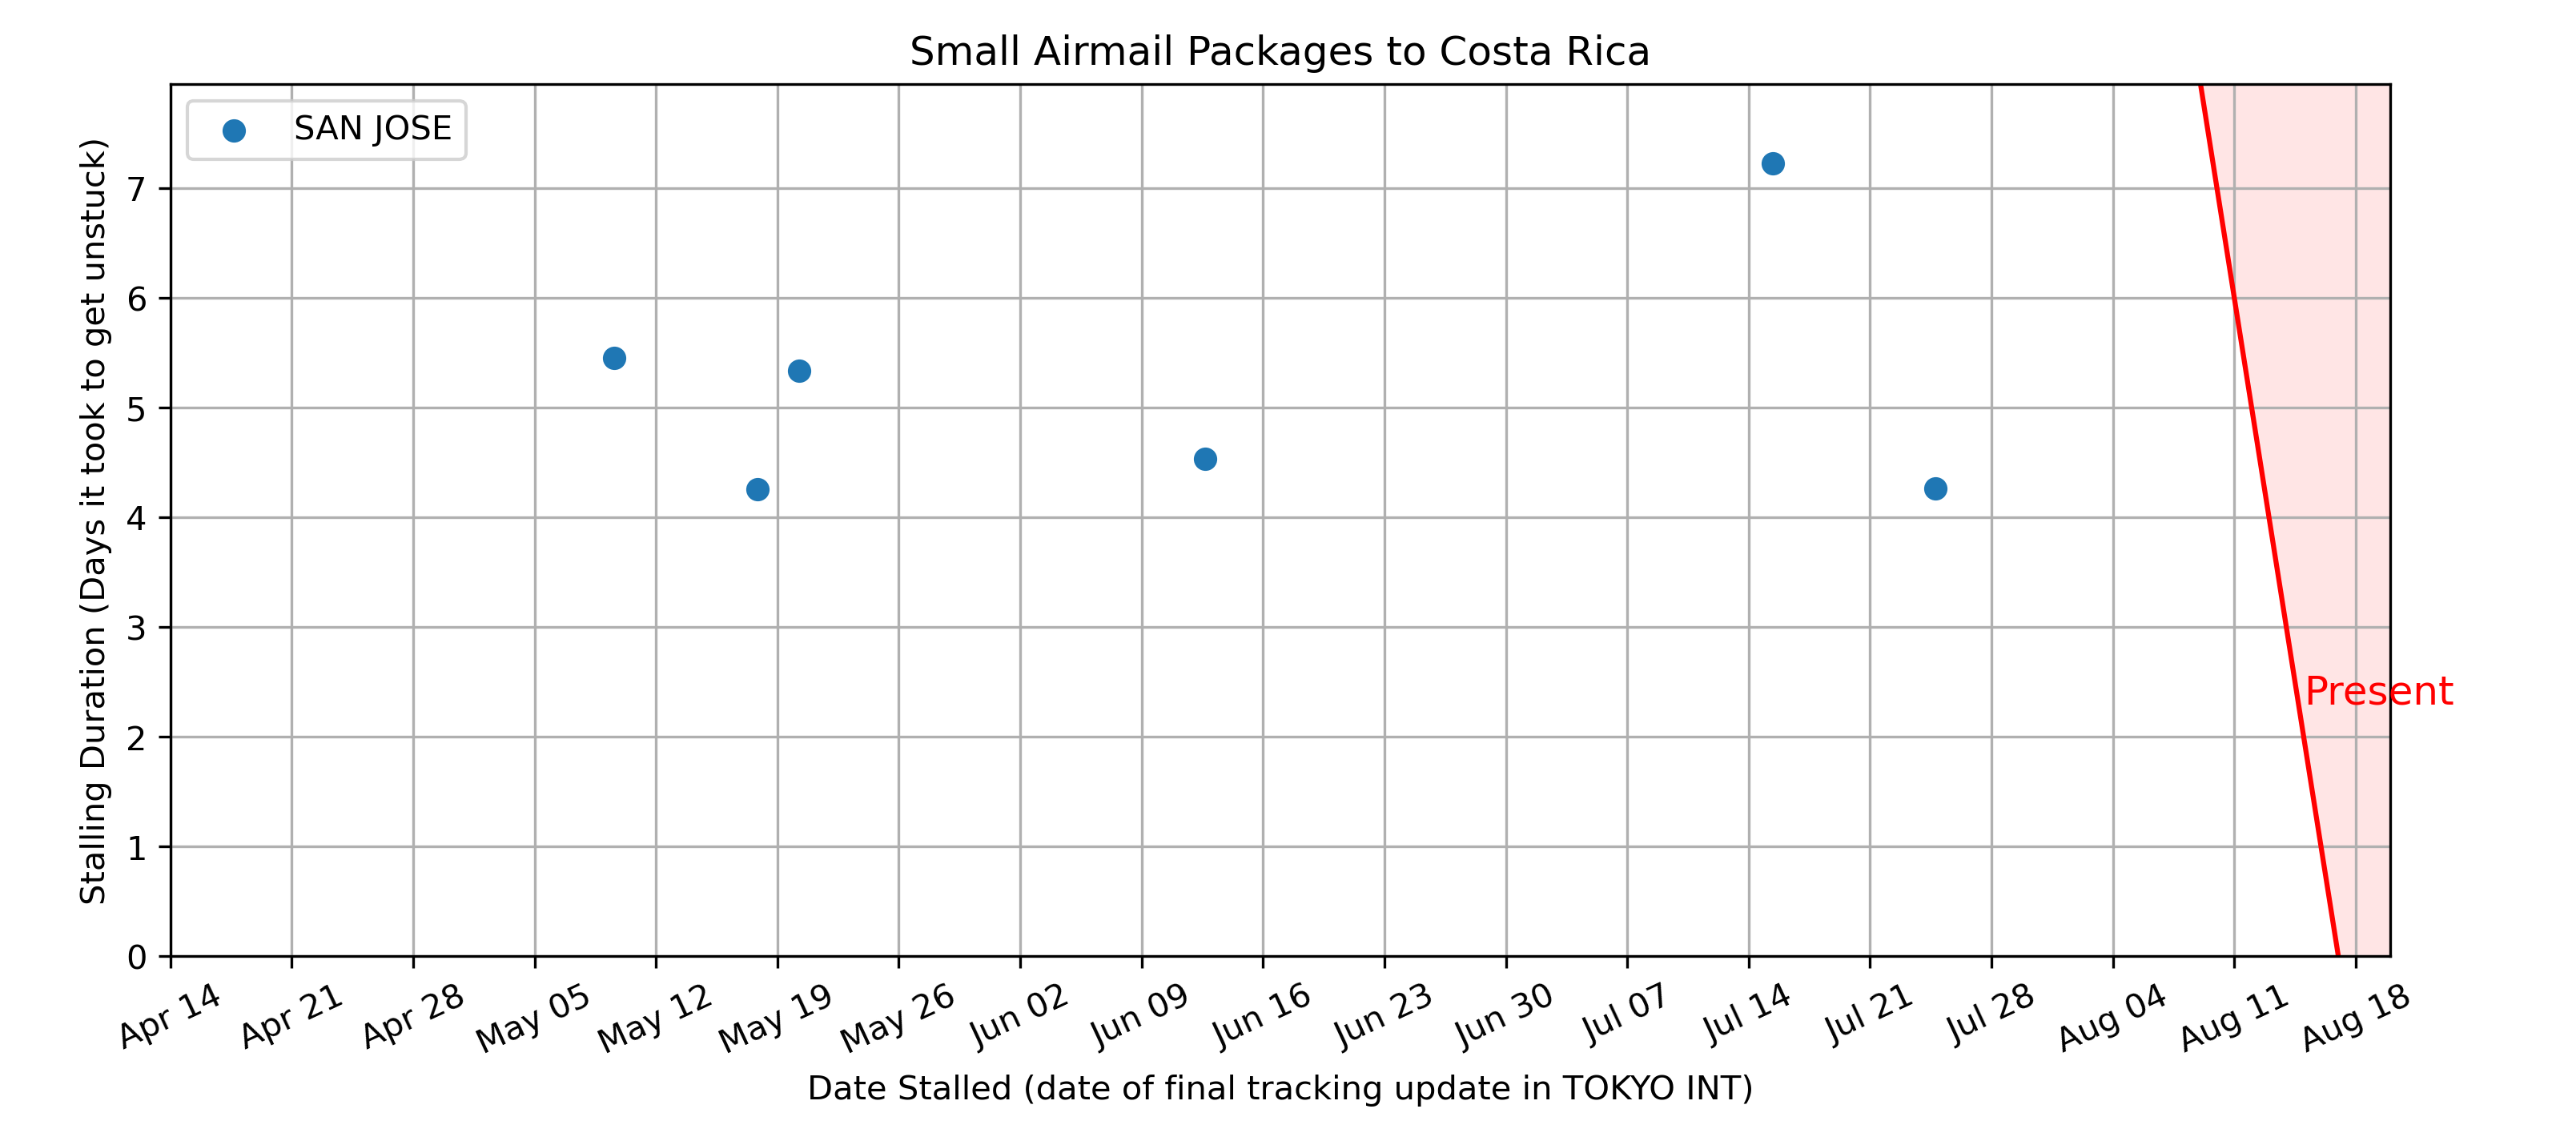 Small Airmail Packages to Costa Rica
SAN JOSE
Stalling Duration (Days it took to get unstuck)
7
6
5
4
3
2
1
0
Present
Apr 14
Apr 21
Apr 28
May 05
May 12
May 19
May 26
Jun 02
Jun 09
Jun 16
Jun 23
Jun 30
Jul 07
Jul 14
Jul 21
Jul 28
Aug 04
Aug 11
Aug 18
Date Stalled (date of final tracking update in TOKYO INT)